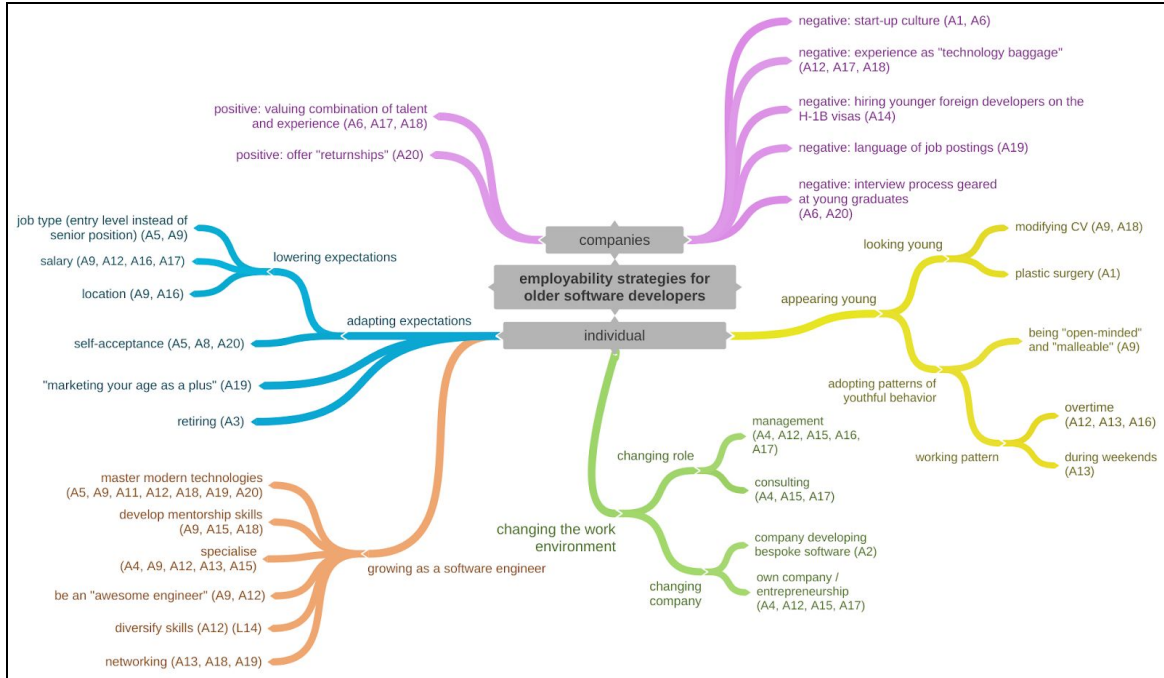 negative: start-up culture (A1, A6)
negative: experience as "technology baggage"
(A12, A17, A18)
negative: hiring younger foreign developers on the
H-1B visas (A14)
negative: language of job postings (A19)
negative: interview process geared
at young graduates
(A6, A20)
positive: valuing combination of talent
and experience (A6, A17, A18)
positive: offer "returnships" (A20)
companies
employability strategies for
older software developers
individual
job type (entry level instead of
senior position) (A5, A9)
salary (A9, A12, A16, A17)
location (A9, A16)
lowering expectations
adapting expectations
self-acceptance (A5, A8, A20)
"marketing your age as a plus" (A19)
retiring (A3)
master modern technologies
(A5, A9, A11, A12, A18, A19, A20)
develop mentorship skills
(A9, A15, A18)
specialise
(A4, A9, A12, A13, A15)
be an "awesome engineer" (A9, A12)
diversify skills (A12) (L14)
networking (A13, A18, A19)
growing as a software engineer
changing the work
environment
changing role
management
(A4, A12, A15, A16,
A17)
consulting
(A4, A15, A17)
changing
company
company developing
bespoke software (A2)
own company /
entrepreneurship
(A4, A12, A15, A17)
appearing young
looking young
modifying CV (A9, A18)
plastic surgery (A1)
adopting patterns of
youthful behavior
being "open-minded"
and "malleable" (A9)
working pattern
overtime
(A12, A13, A16)
during weekends
(A13)